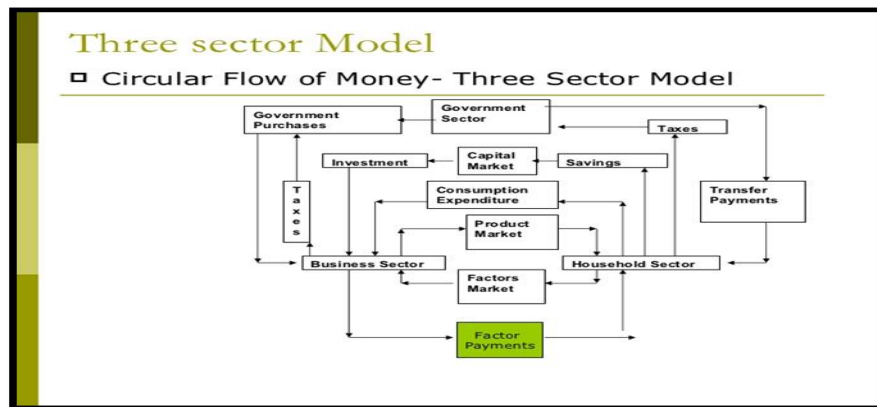 Three sector Model
Circular Flow of Money- Three Sector Model
Government
Purchases
Government
Sector
Taxes
Investment
Capital
Market
Savings
T
a
x
e
s
Consumption
Expenditure
Transfer
Payments
Product
Market
Business Sector
Household Sector
Factors
Market
Factor
Payments